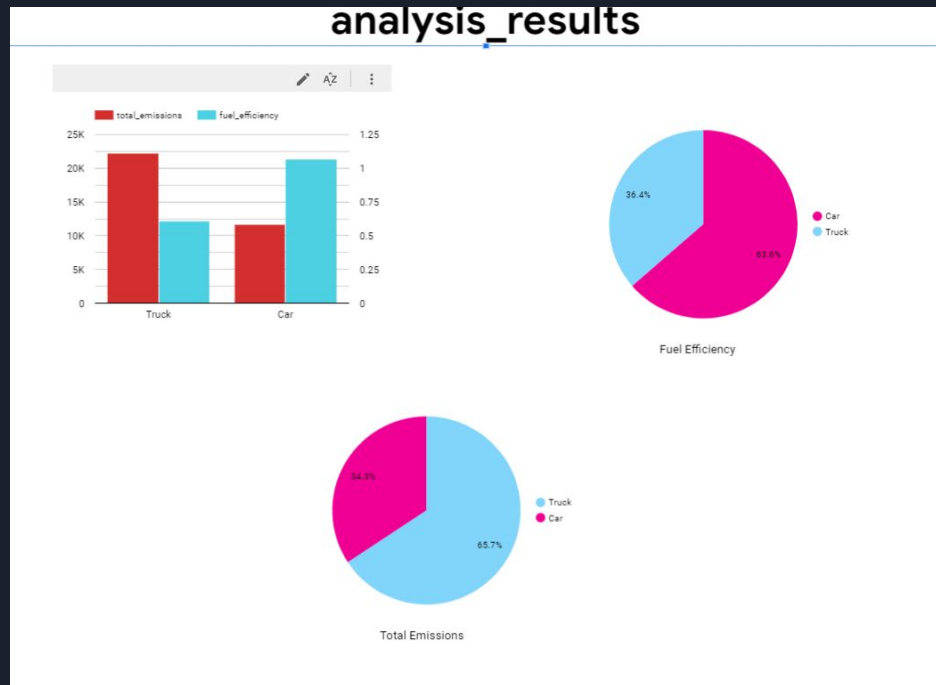 analysis_results
total_emissions fuel_efficiency
25K 1.25
20K 1
15K 0.75
10K 0.5
5K 0.25
0 0
Truck Car
36.4%
63.6%
Car
Truck
Fuel Efficiency
34.3%
65.7%
Truck
Car
Total Emissions